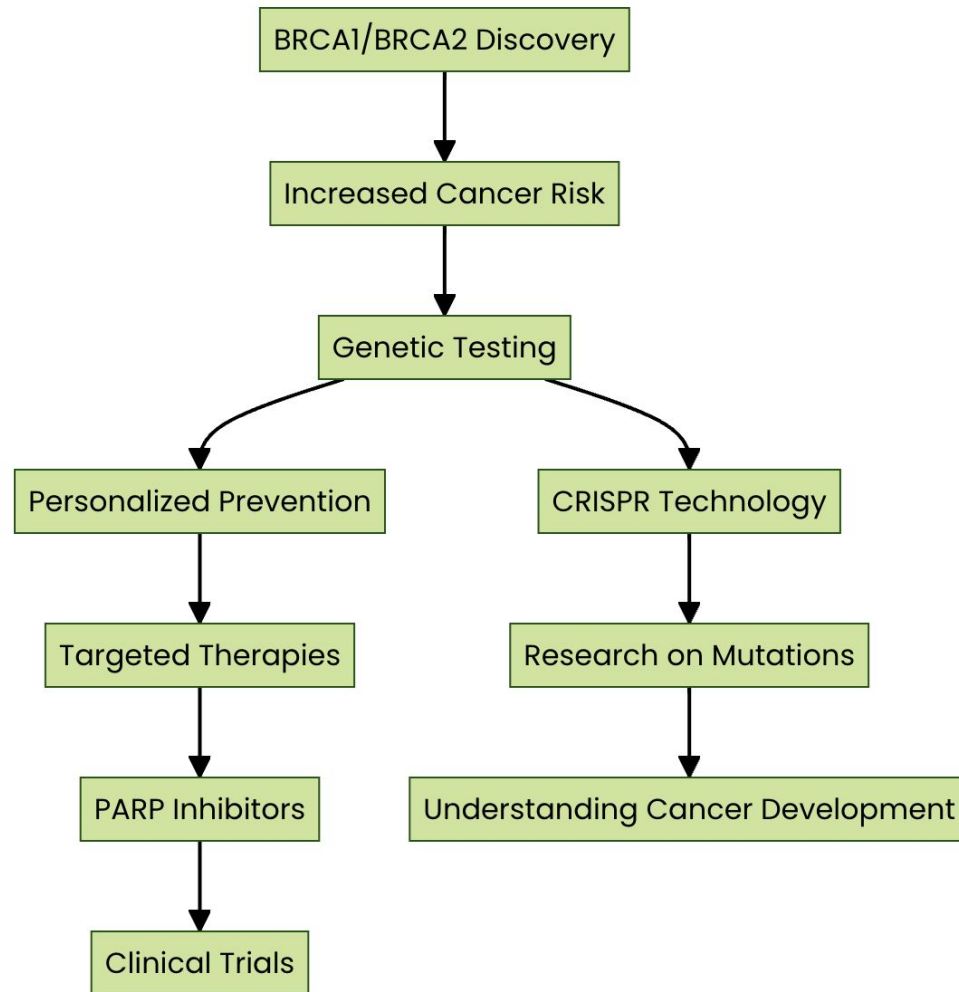 BRCA1/BRCA2 Discovery
Increased Cancer Risk
Genetic Testing
Personalized Prevention
CRISPR Technology
Targeted Therapies
Research on Mutations
PARP Inhibitors
Understanding Cancer Development
Clinical Trials